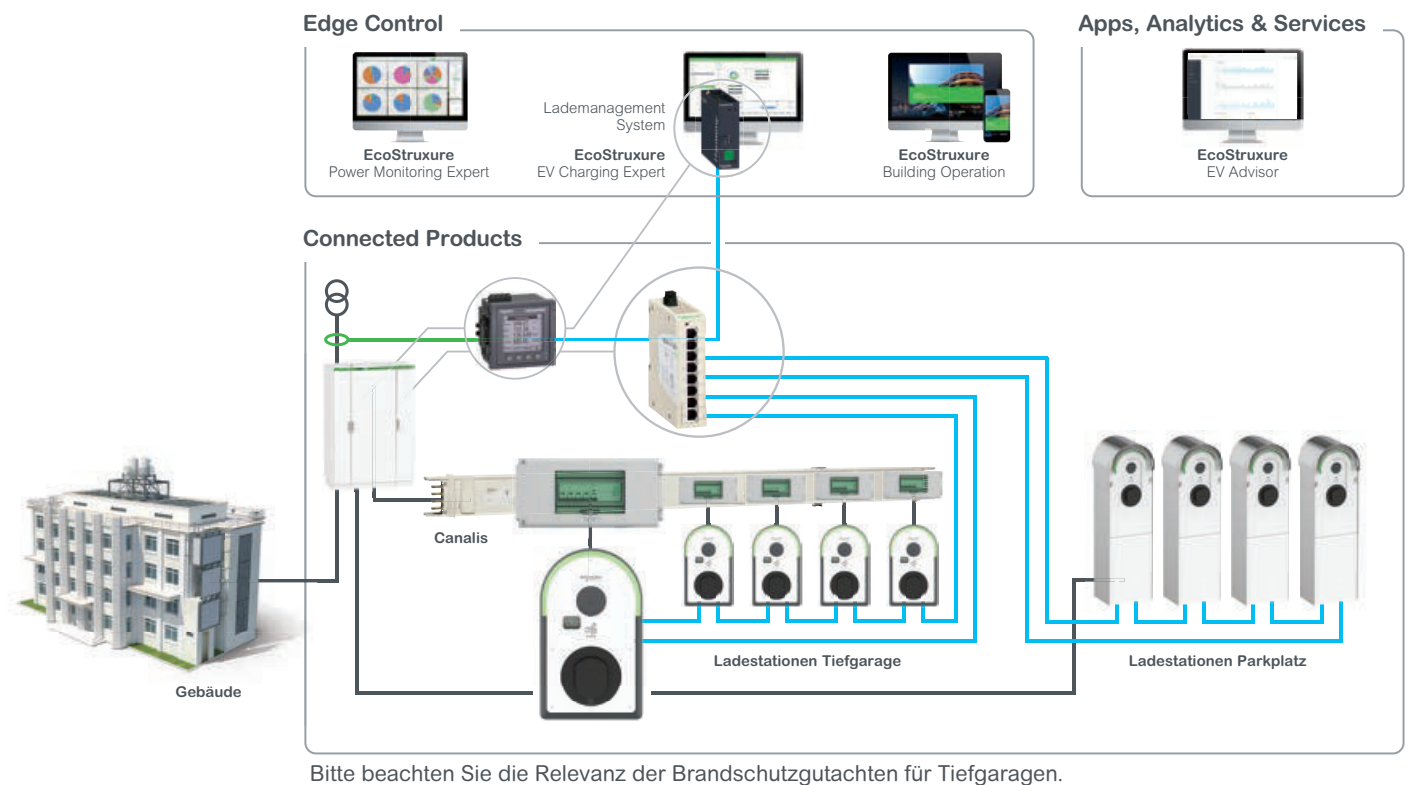 Edge Control
Apps, Analytics & Services
Lademanagement
System
EcoStruxure
Power Monitoring Expert
EcoStruxure
EV Charging Expert
EcoStruxure
Building Operation
EcoStruxure
EV Advisor
Connected Products
Canalis
Ladestationen Tiefgarage
Ladestationen Parkplatz
Gebäude
Bitte beachten Sie die Relevanz der Brandschutzgutachten für Tiefgaragen.